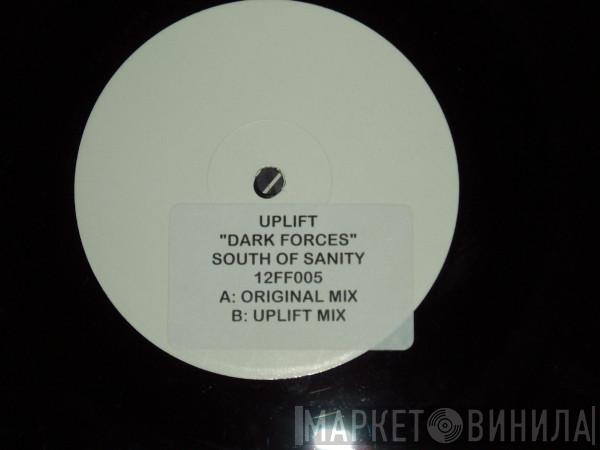 UPLIFT
"DARK FORCES"
SOUTH OF SANITY
12FF005
A: ORIGINAL MIX
B: UPLIFT MIX
МАРКЕТ ВИНИЛА